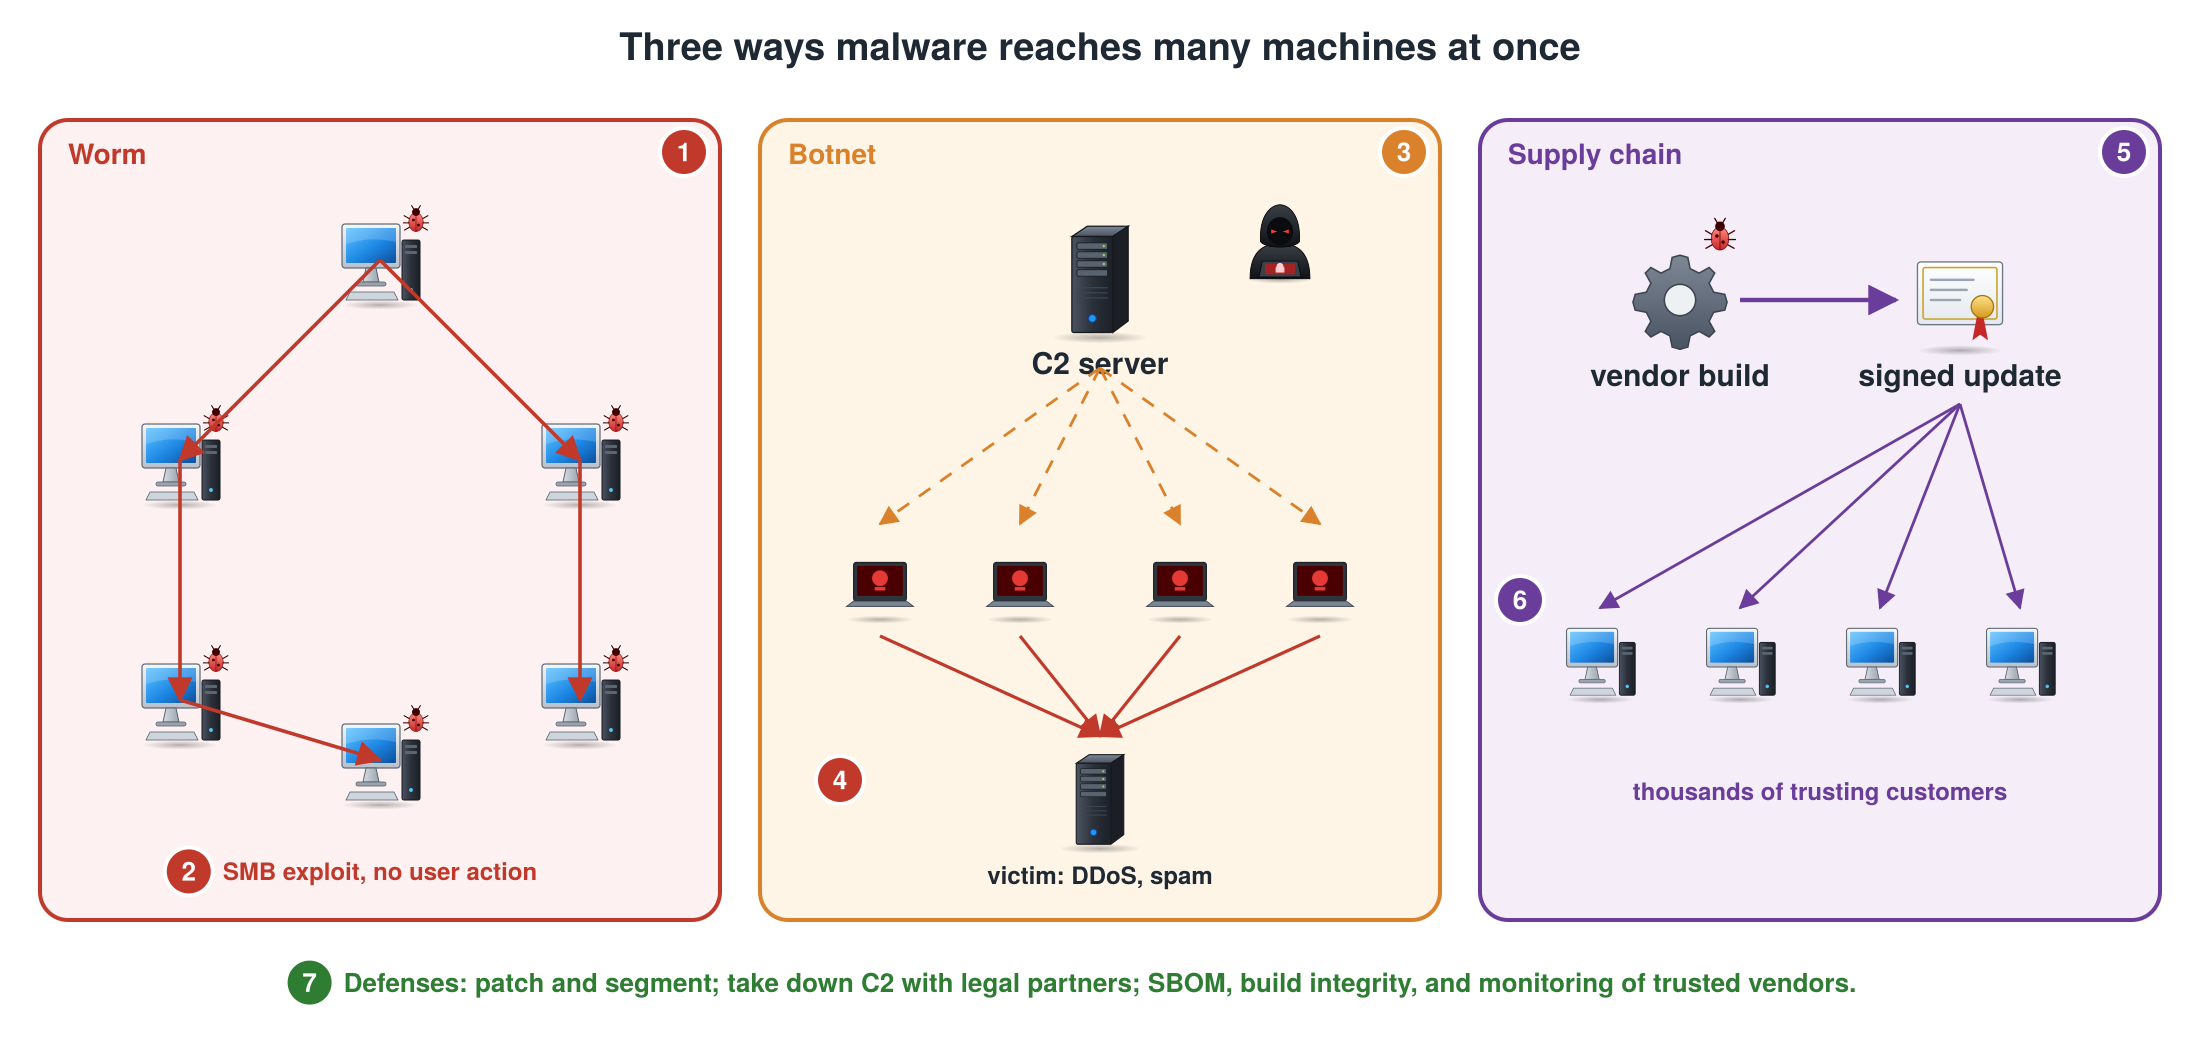 Three ways malware reaches many machines at once
Worm
1
2 SMB exploit, no user action
Botnet
3
C2 server
4
victim: DDoS, spam
Supply chain
5
vendor build
signed update
6
thousands of trusting customers
7 Defenses: patch and segment; take down C2 with legal partners; SBOM, build integrity, and monitoring of trusted vendors.